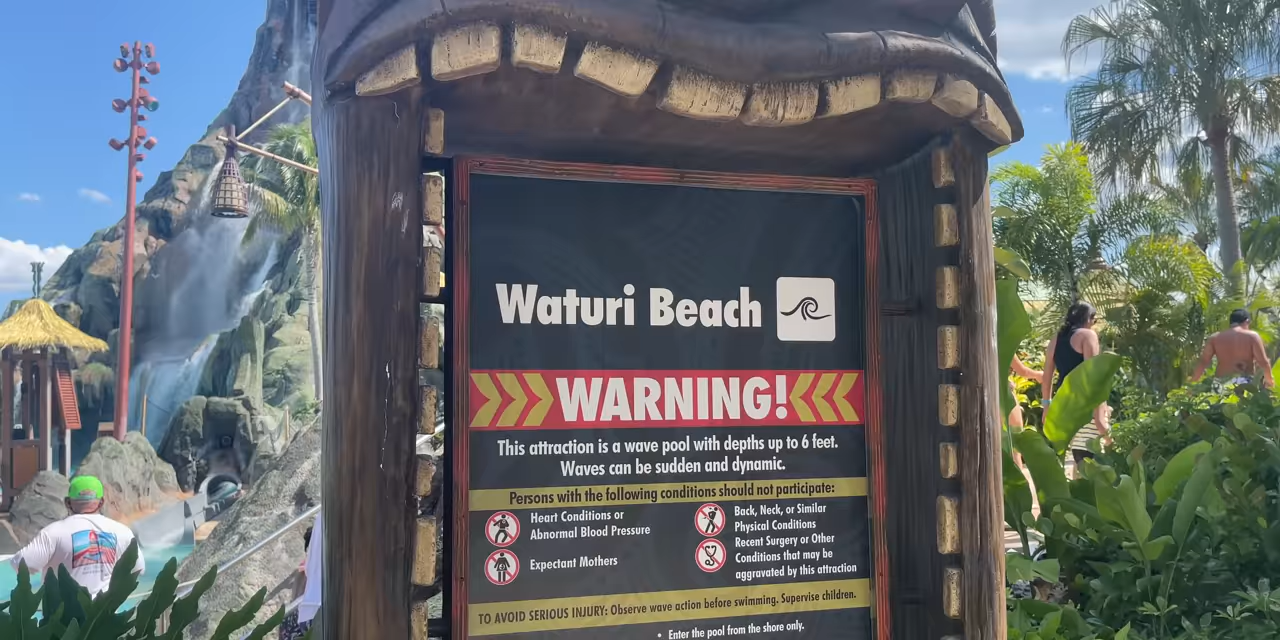 Waturi Beach
WARNING!
This attraction is a wave pool with depths up to 6 feet.
Waves can be sudden and dynamic.
Persons with the following conditions should not participate:
Heart Conditions or
Abnormal Blood Pressure
Expectant Mothers
Back, Neck, or Similar
Physical Conditions
Recent Surgery or Other
Conditions that may be
aggravated by this attraction
TO AVOID SERIOUS INJURY: Observe wave action before swimming. Supervise children.
• Enter the pool from the shore only.